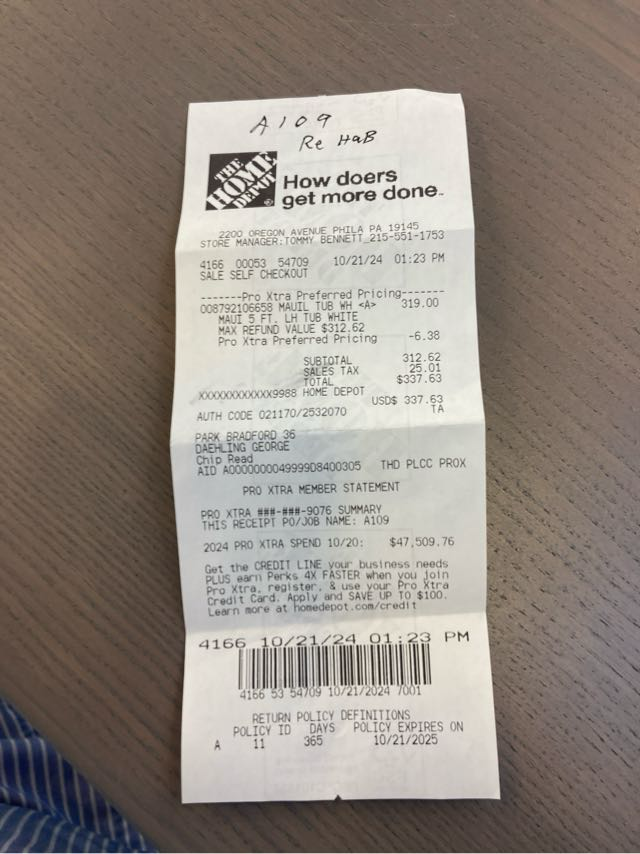 A109
Re HaB
THE
HOME
DEPOT
How doers
get more done™
2200 OREGON AVENUE PHILA PA 19145
STORE MANAGER:TOMMY BENNETT 215-551-1753
4166 00053 54709 10/21/24 01:23 PM
SALE SELF CHECKOUT
-------Pro Xtra Preferred Pricing-------
008792106658 MAUIL TUB WH <A> 319.00
MAUI 5 FT. LH TUB WHITE
MAX REFUND VALUE $312.62
Pro Xtra Preferred Pricing -6.38
SUBTOTAL 312.62
SALES TAX 25.01
TOTAL $337.63
XXXXXXXXXXXX9988 HOME DEPOT
USD$ 337.63
AUTH CODE 021170/2532070 TA
PARK BRADFORD 36
DAEHLING GEORGE
Chip Read
AID A0000000049999D8400305 THD PLCC PROX
PRO XTRA MEMBER STATEMENT
PRO XTRA ###-###-9076 SUMMARY
THIS RECEIPT PO/JOB NAME: A109
2024 PRO XTRA SPEND 10/20: $47,509.76
Get the CREDIT LINE your business needs
PLUS earn Perks 4X FASTER when you join
Pro Xtra, register, & use your Pro Xtra
Credit Card. Apply and SAVE UP TO $100.
Learn more at homedepot.com/credit
4166 10/21/24 01:23 PM
4166 53 54709 10/21/2024 7001
RETURN POLICY DEFINITIONS
POLICY ID DAYS POLICY EXPIRES ON
A 11 365 10/21/2025